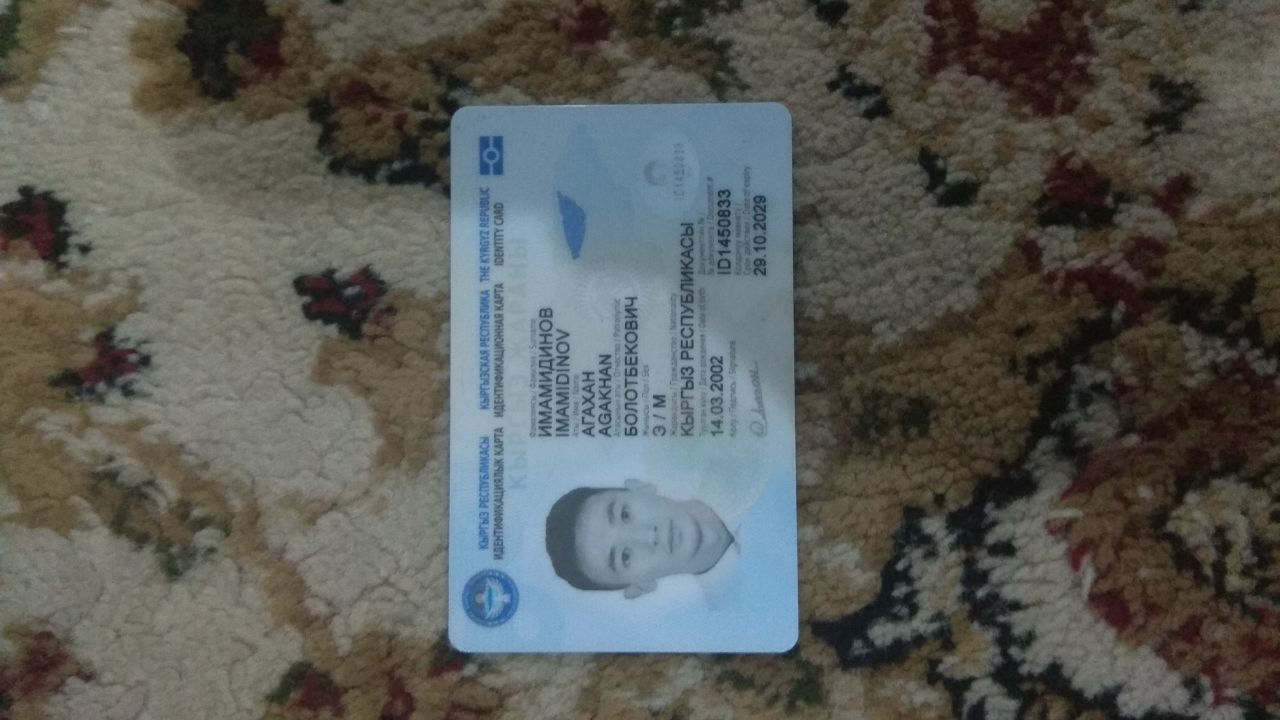 КЫРГЫЗ РЕСПУБЛИКАСЫ КЫРГЫЗСКАЯ РЕСПУБЛИКА THE KYRGYZ REPUBLIC
ИДЕНТИФИКАЦИЯЛЫК КАРТА ИДЕНТИФИКАЦИОННАЯ КАРТА IDENTITY CARD
Фамилиясы / Фамилия / Surname
ИМАМИДИНОВ
IMAMIDINOV
Аты / Имя / Name
АГАХАН
AGAKHAN
Атасынын аты / Отчество / Patronymic
БОЛОТБЕКОВИЧ
Жынысы / Пол / Sex
Э / М
Жарандыгы / Гражданство / Nationality
КЫРГЫЗ РЕСПУБЛИКАСЫ
Туулган күнү / Дата рождения / Date of birth
14.03.2002
Документтин № /
№ документа / Document #
ID1450833
Колу / Подпись / Signature
Срок действия / Date of expiry
29.10.2029